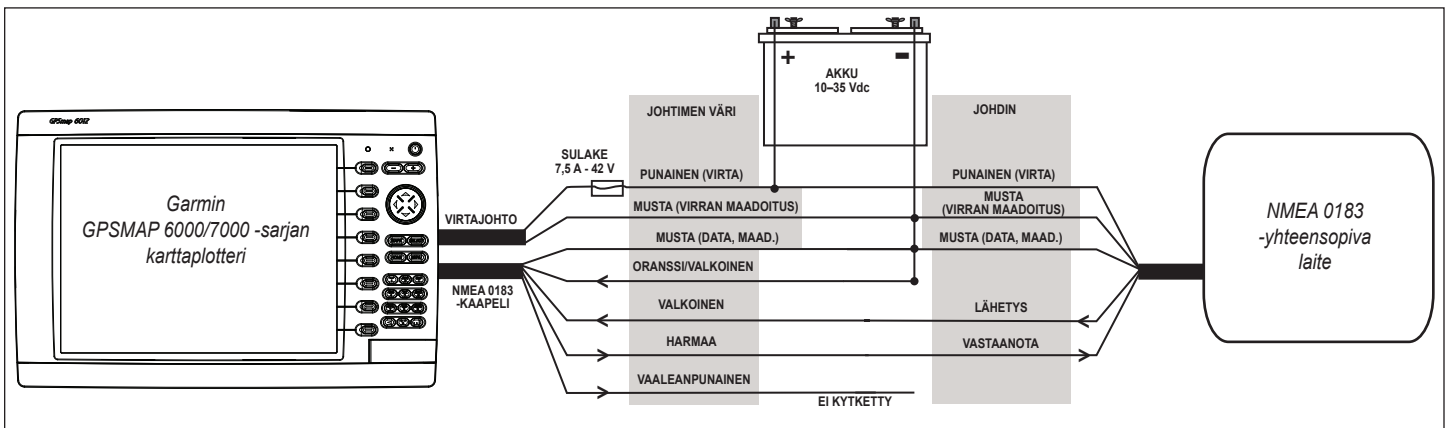 GPSmap 6012
Garmin
GPSMAP 6000/7000 -sarjan
karttaplotteri
VIRTAJOHTO
NMEA 0183
-KAAPELI
SULAKE
7,5 A - 42 V
JOHTIMEN VÄRI
PUNAINEN (VIRTA)
MUSTA (VIRRAN MAADOITUS)
MUSTA (DATA, MAAD.)
ORANSSI/VALKOINEN
VALKOINEN
HARMAA
VAALEANPUNAINEN
EI KYTKETTY
+
-
AKKU
10–35 Vdc
JOHDIN
PUNAINEN (VIRTA)
MUSTA
(VIRRAN MAADOITUS)
MUSTA (DATA, MAAD.)
LÄHETYS
VASTAANOTA
NMEA 0183
-yhteensopiva
laite